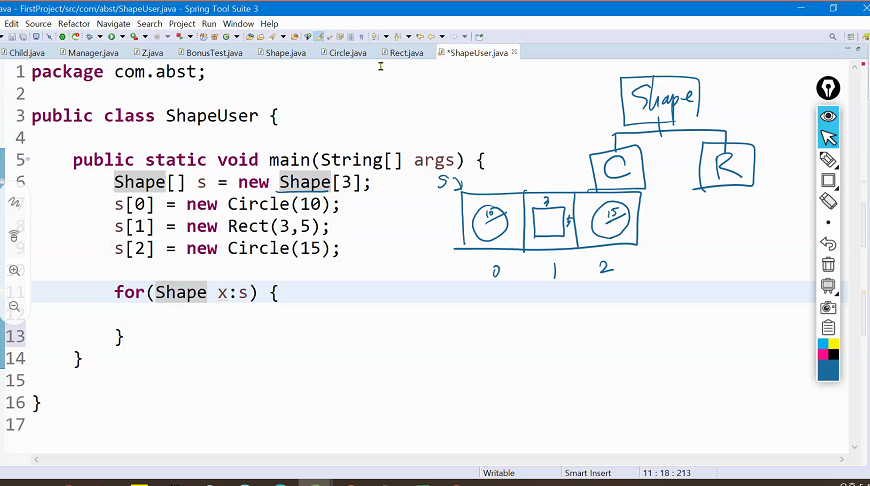 ava - FirstProject/src/com/abst/ShapeUser.java - Spring Tool Suite 3
Edit Source Refactor Navigate Search Project Run Window Help
Child.java Manager.java Z.java BonusTest.java Shape.java Circle.java Rect.java *ShapeUser.java
1 package com.abst;
2
3 public class ShapeUser {
4
5 public static void main(String[] args) {
6 Shape[] s = new Shape[3];
s[0] = new Circle(10);
8 s[1] = new Rect(3,5);
9 s[2] = new Circle(15);
11 for(Shape x:s) {
13 }
14 }
15
16 }
17
Shape
C R
S
10 3 5 15
0 1 2
Writable Smart Insert 11 : 18 : 213